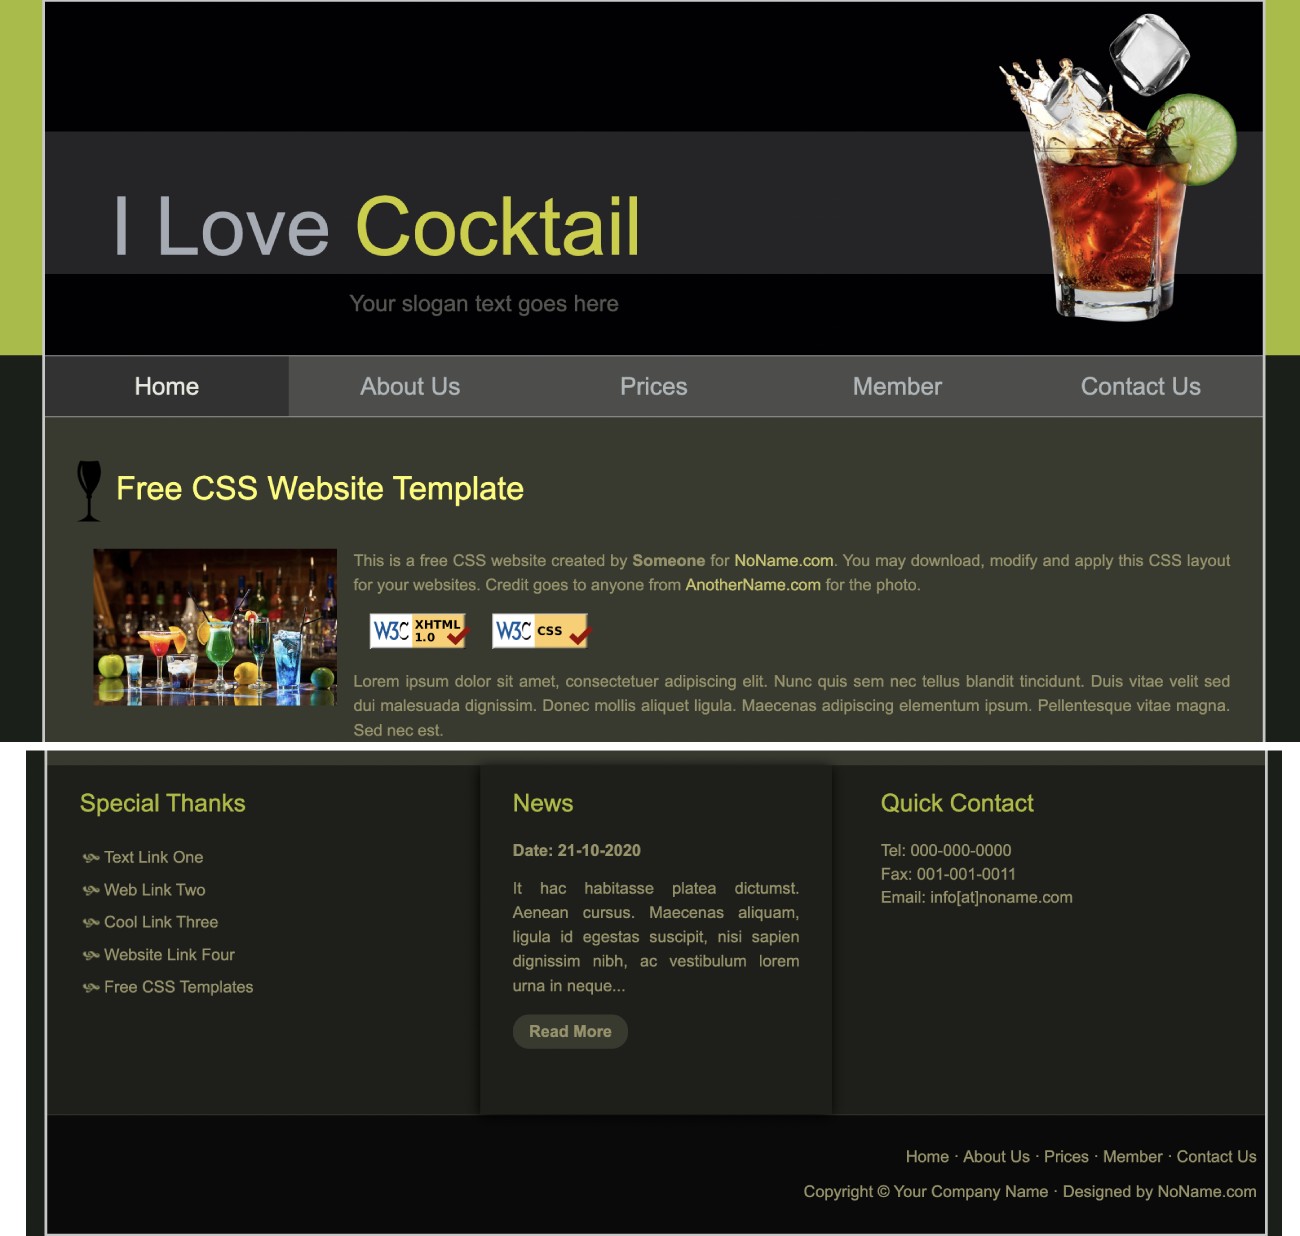 I Love Cocktail
Your slogan text goes here
Home About Us Prices Member Contact Us
Free CSS Website Template
This is a free CSS website created by Someone for NoName.com. You may download, modify and apply this CSS layout
for your websites. Credit goes to anyone from AnotherName.com for the photo.
W3C XHTML 1.0 W3C CSS
Lorem ipsum dolor sit amet, consectetuer adipiscing elit. Nunc quis sem nec tellus blandit tincidunt. Duis vitae velit sed
dui malesuada dignissim. Donec mollis aliquet ligula. Maecenas adipiscing elementum ipsum. Pellentesque vitae magna.
Sed nec est.
Special Thanks
Text Link One
Web Link Two
Cool Link Three
Website Link Four
Free CSS Templates
News
Date: 21-10-2020
It hac habitasse platea dictumst.
Aenean cursus. Maecenas aliquam,
ligula id egestas suscipit, nisi sapien
dignissim nibh, ac vestibulum lorem
urna in neque...
Read More
Quick Contact
Tel: 000-000-0000
Fax: 001-001-0011
Email: info[at]noname.com
Home · About Us · Prices · Member · Contact Us
Copyright © Your Company Name · Designed by NoName.com